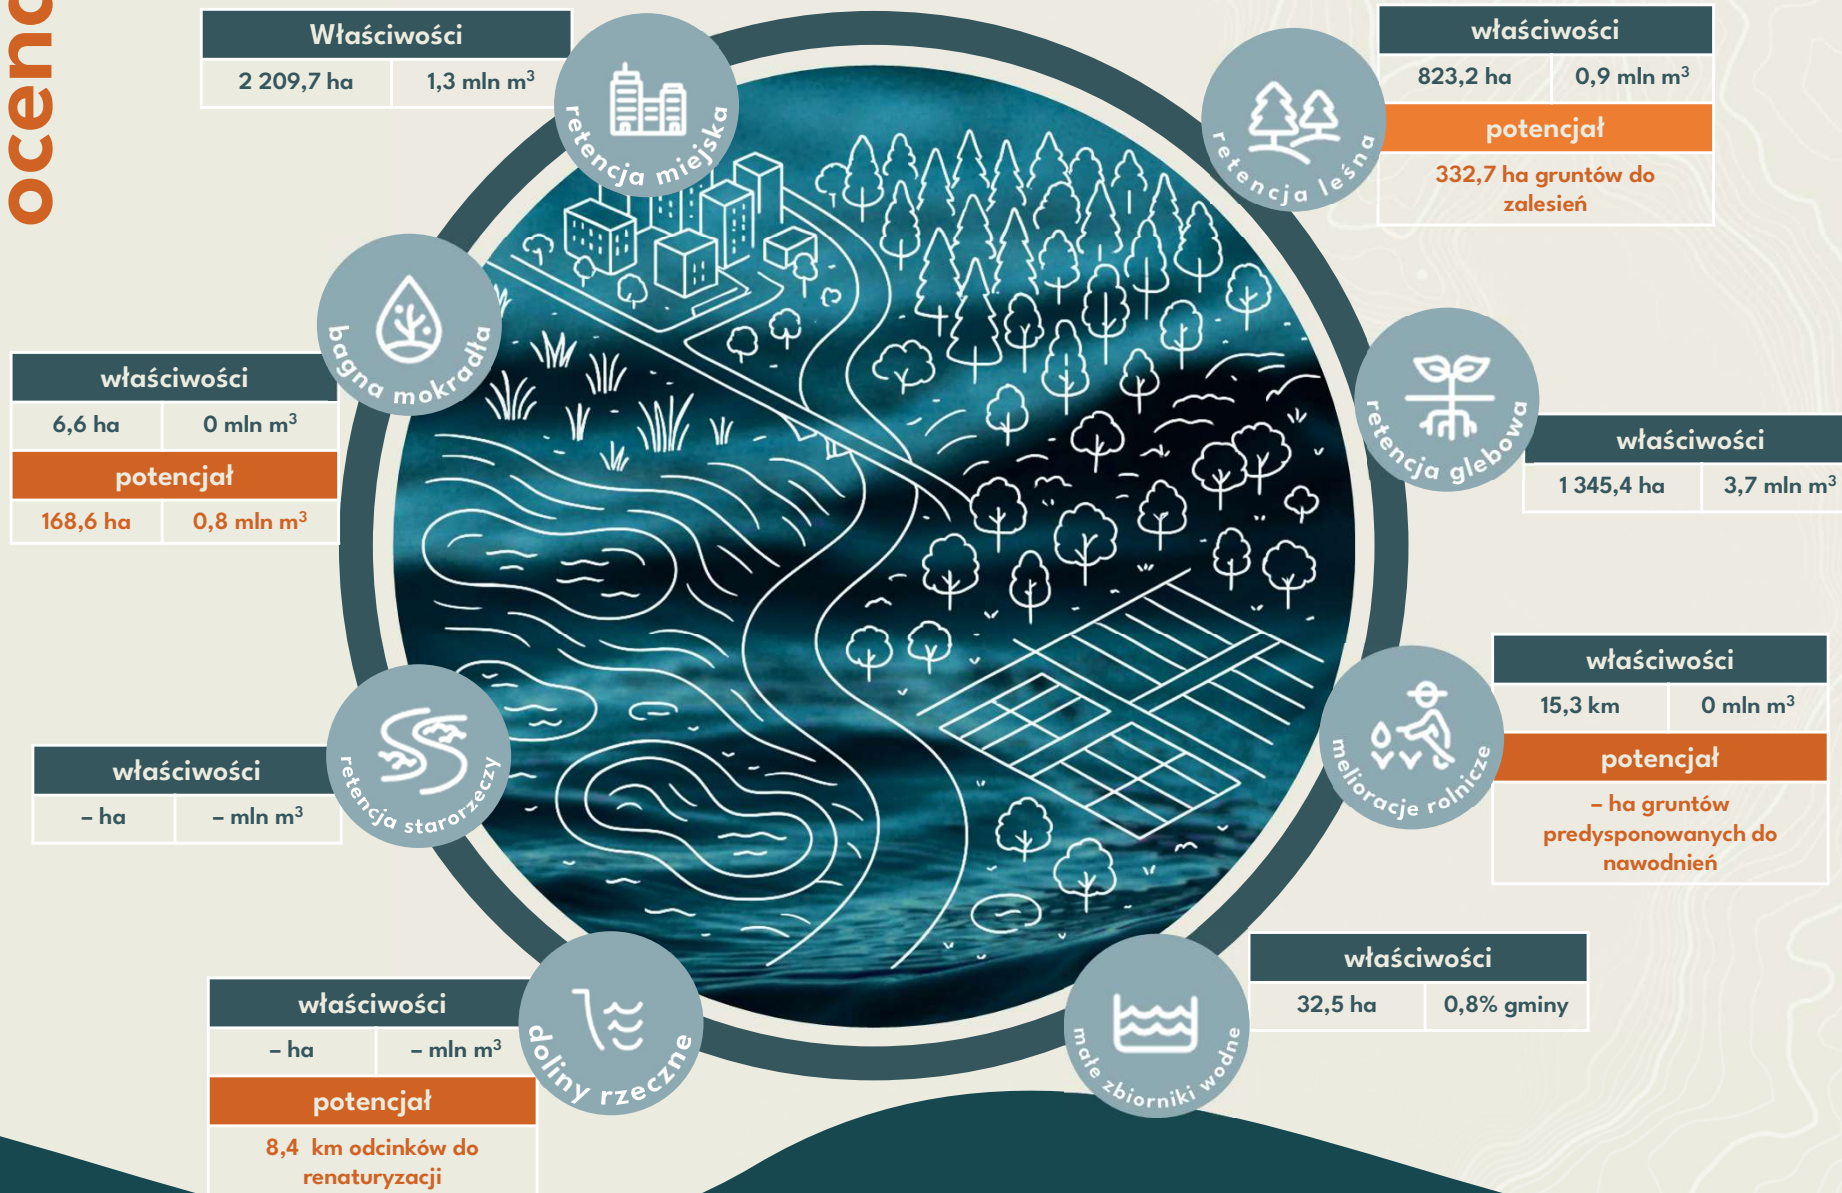 ocena
Właściwości
2 209,7 ha 1,3 mln m³
retencja miejska
właściwości
823,2 ha 0,9 mln m³
potencjał
332,7 ha gruntów do
zalesień
retencja leśna
bagna mokradła
właściwości
6,6 ha 0 mln m³
potencjał
168,6 ha 0,8 mln m³
retencja glebowa
właściwości
1 345,4 ha 3,7 mln m³
właściwości
15,3 km 0 mln m³
potencjał
– ha gruntów
predysponowanych do
nawodnień
melioracje rolnicze
właściwości
– ha – mln m³
retencja starorzeczy
właściwości
32,5 ha 0,8% gminy
małe zbiorniki wodne
właściwości
– ha – mln m³
potencjał
8,4 km odcinków do
renaturyzacji
doliny rzeczne